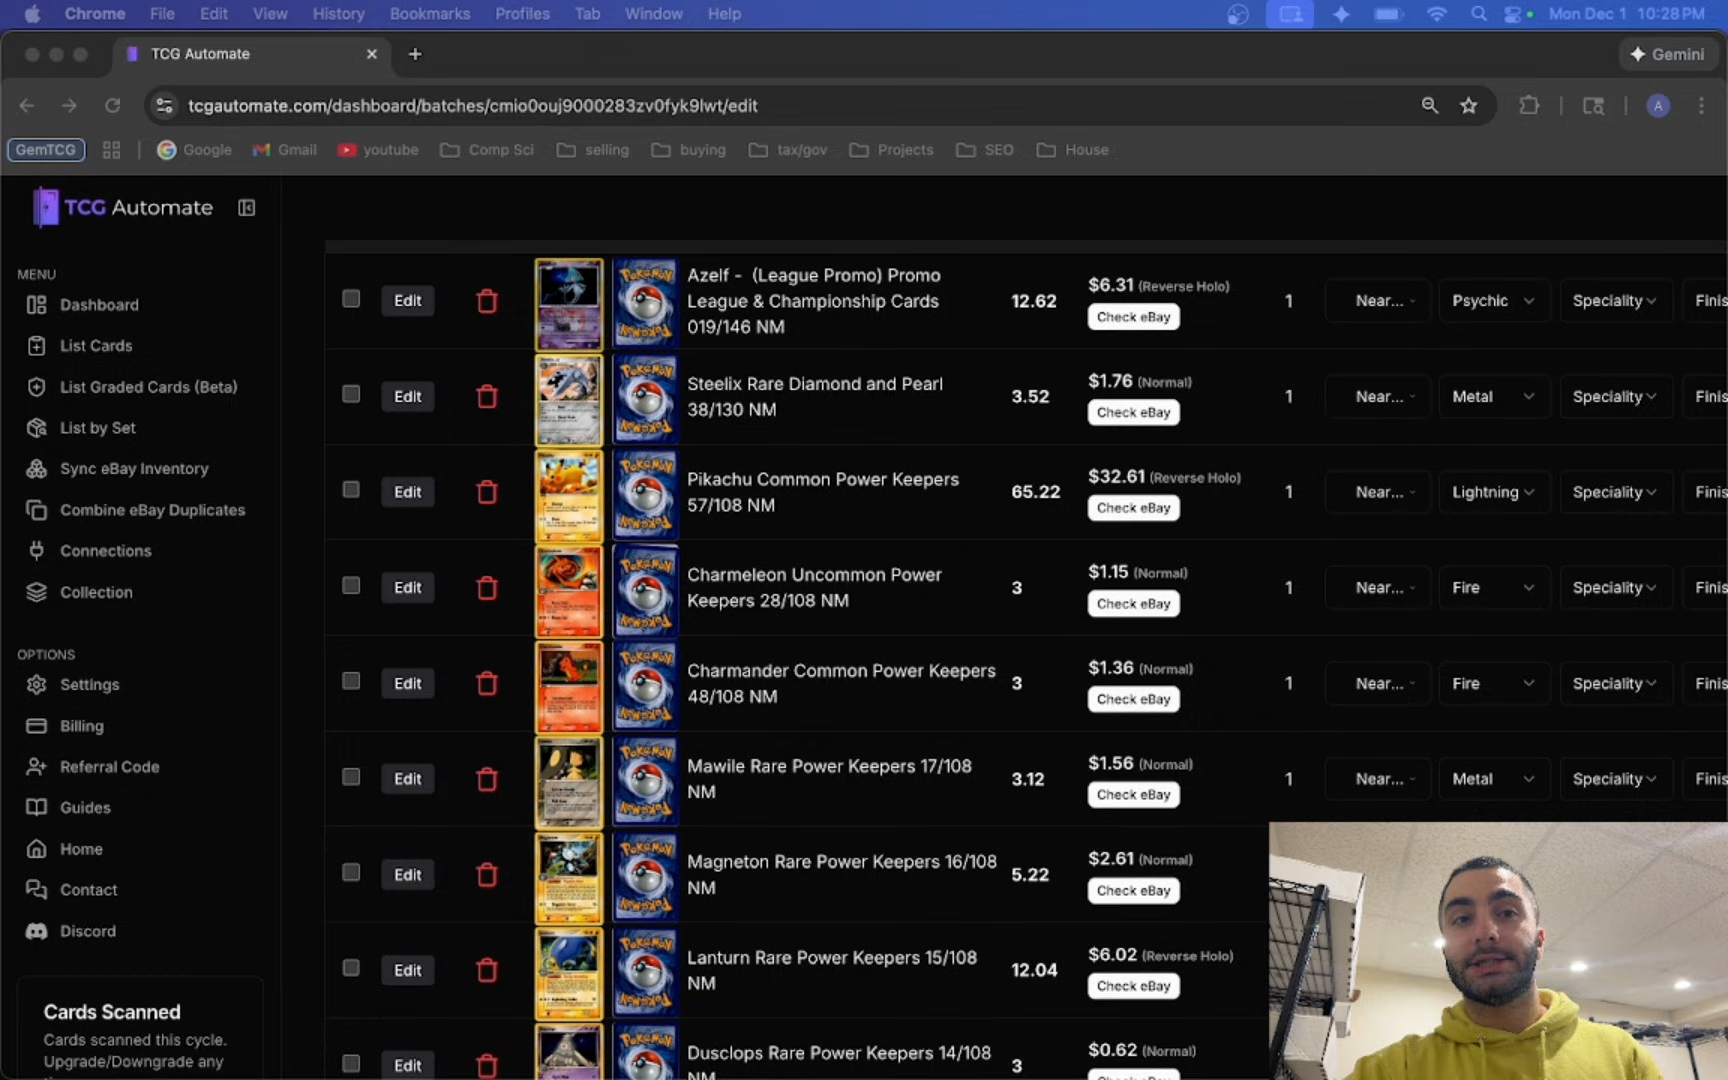 Chrome File Edit View History Bookmarks Profiles Tab Window Help Mon Dec 1 10:28 PM
TCG Automate Gemini
tcgautomate.com/dashboard/batches/cmio0ouj9000283zv0fyk9lwt/edit A
GemTCG Google Gmail youtube Comp Sci selling buying tax/gov Projects SEO House
TCG Automate
MENU
Dashboard
List Cards
List Graded Cards (Beta)
List by Set
Sync eBay Inventory
Combine eBay Duplicates
Connections
Collection
OPTIONS
Settings
Billing
Referral Code
Guides
Home
Contact
Discord
Cards Scanned
Cards scanned this cycle.
Upgrade/Downgrade any
Edit
Azelf - (League Promo) Promo
League & Championship Cards
019/146 NM
12.62
$6.31 (Reverse Holo)
Check eBay
1 Near... Psychic Speciality Finis
Edit
Steelix Rare Diamond and Pearl
38/130 NM
3.52
$1.76 (Normal)
Check eBay
1 Near... Metal Speciality Finis
Edit
Pikachu Common Power Keepers
57/108 NM
65.22
$32.61 (Reverse Holo)
Check eBay
1 Near... Lightning Speciality Finis
Edit
Charmeleon Uncommon Power
Keepers 28/108 NM
3
$1.15 (Normal)
Check eBay
1 Near... Fire Speciality Finis
Edit
Charmander Common Power Keepers
48/108 NM
3
$1.36 (Normal)
Check eBay
1 Near... Fire Speciality Finis
Edit
Mawile Rare Power Keepers 17/108
NM
3.12
$1.56 (Normal)
Check eBay
1 Near... Metal Speciality Finis
Edit
Magneton Rare Power Keepers 16/108
NM
5.22
$2.61 (Normal)
Check eBay
Edit
Lanturn Rare Power Keepers 15/108
NM
12.04
$6.02 (Reverse Holo)
Check eBay
Edit
Dusclops Rare Power Keepers 14/108
NM
3
$0.62 (Normal)